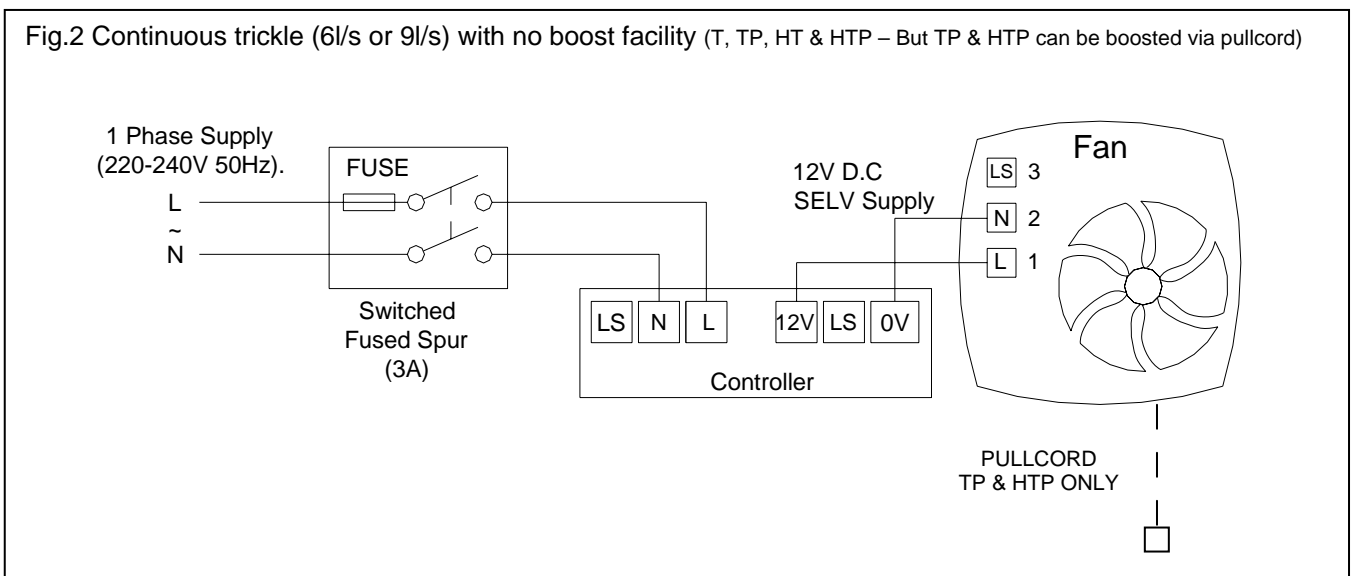 Fig.2 Continuous trickle (6l/s or 9l/s) with no boost facility (T, TP, HT & HTP – But TP & HTP can be boosted via pullcord)
1 Phase Supply
(220-240V 50Hz).
L
~
N
FUSE
Switched
Fused Spur
(3A)
LS N L 12V LS 0V
Controller
12V D.C
SELV Supply
Fan
LS 3
N 2
L 1
PULLCORD
TP & HTP ONLY